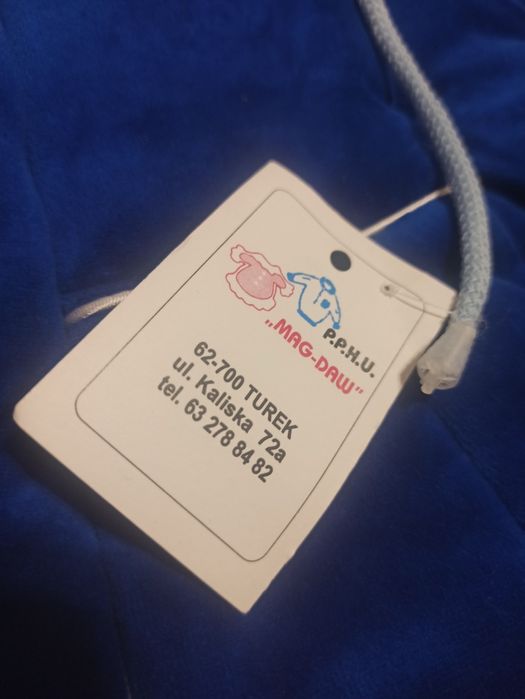 P.P.H.U.
„MAG-DAW"
62-700 TUREK
ul. Kaliska 72a
tel. 63 278 84 82